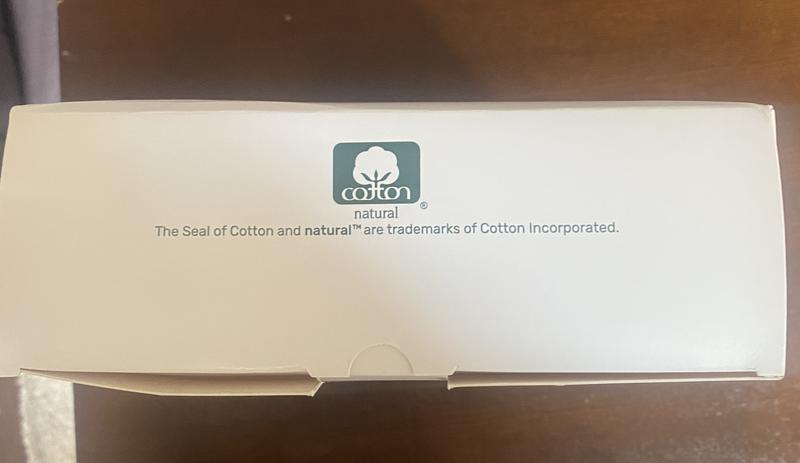 cotton
®
natural
The Seal of Cotton and natural™ are trademarks of Cotton Incorporated.